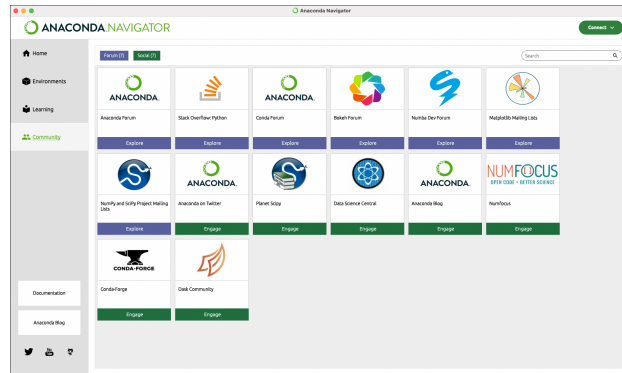 Anaconda Navigator
ANACONDA.NAVIGATOR
Connect
Home
Environments
Learning
Community
Documentation
Anaconda Blog
Forum (7)
Social (7)
Search
ANACONDA.
ANACONDA.
Anaconda Forum
Stack Overflow: Python
Conda Forum
Bokeh Forum
Numba Dev Forum
Matplotlib Mailing Lists
Explore
Explore
Explore
Explore
Explore
Explore
ANACONDA.
ANACONDA.
NUMFOCUS
OPEN CODE = BETTER SCIENCE
NumPy and SciPy Project Mailing
Lists
Anaconda on Twitter
Planet Scipy
Data Science Central
Anaconda Blog
Numfocus
Explore
Engage
Engage
Engage
Engage
Engage
CONDA-FORGE
Conda-Forge
Dask Community
Engage
Engage